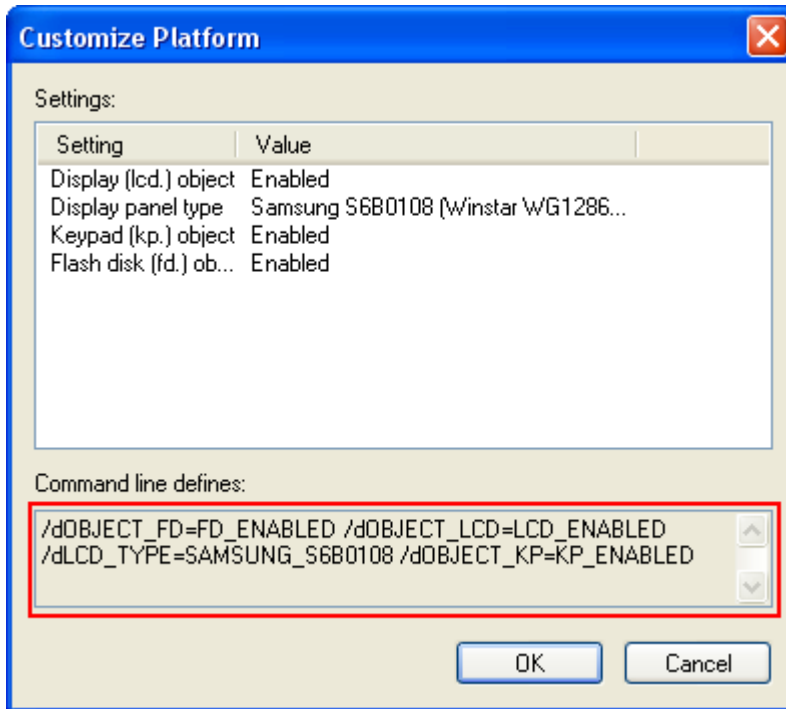 Customize Platform
Settings:
Setting Value
Display (lcd.) object Enabled
Display panel type Samsung S6B0108 (Winstar WG1286...
Keypad (kp.) object Enabled
Flash disk (fd.) ob... Enabled
Command line defines:
/dOBJECT_FD=FD_ENABLED /dOBJECT_LCD=LCD_ENABLED
/dLCD_TYPE=SAMSUNG_S6B0108 /dOBJECT_KP=KP_ENABLED
OK Cancel